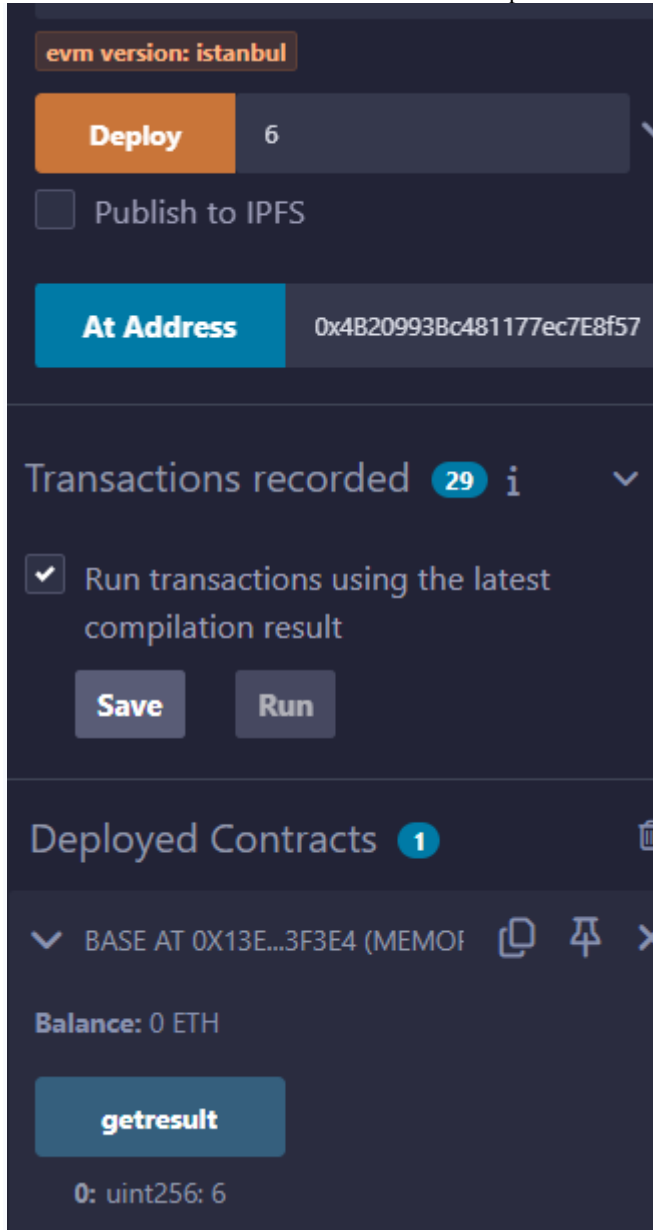 evm version: istanbul
Deploy 6
Publish to IPFS
At Address 0x4B20993Bc481177ec7E8f57
Transactions recorded 29 i
Run transactions using the latest
compilation result
Save Run
Deployed Contracts 1
BASE AT 0X13E...3F3E4 (MEMOR
Balance: 0 ETH
getresult
0: uint256: 6